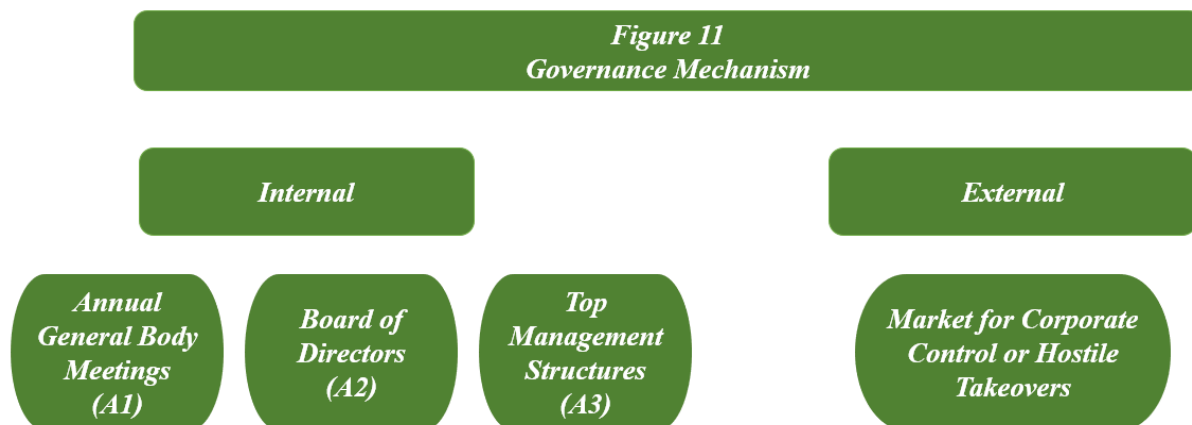 Figure 11
Governance Mechanism
Internal
External
Annual
General Body
Meetings
(A1)
Board of
Directors
(A2)
Top
Management
Structures
(A3)
Market for Corporate
Control or Hostile
Takeovers